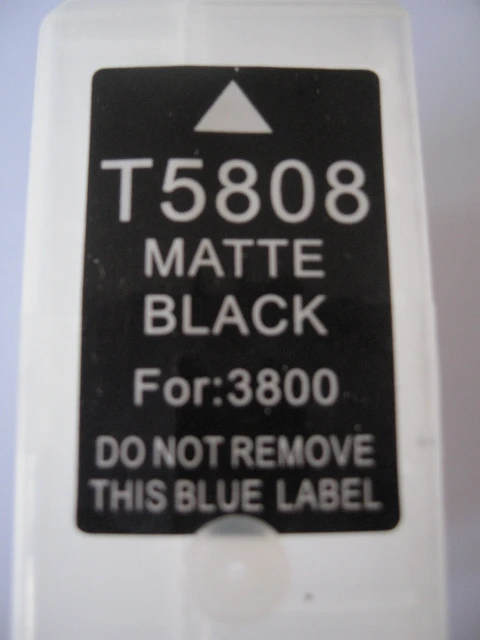 T5808
MATTE
BLACK
For:3800
DO NOT REMOVE
THIS BLUE LABEL